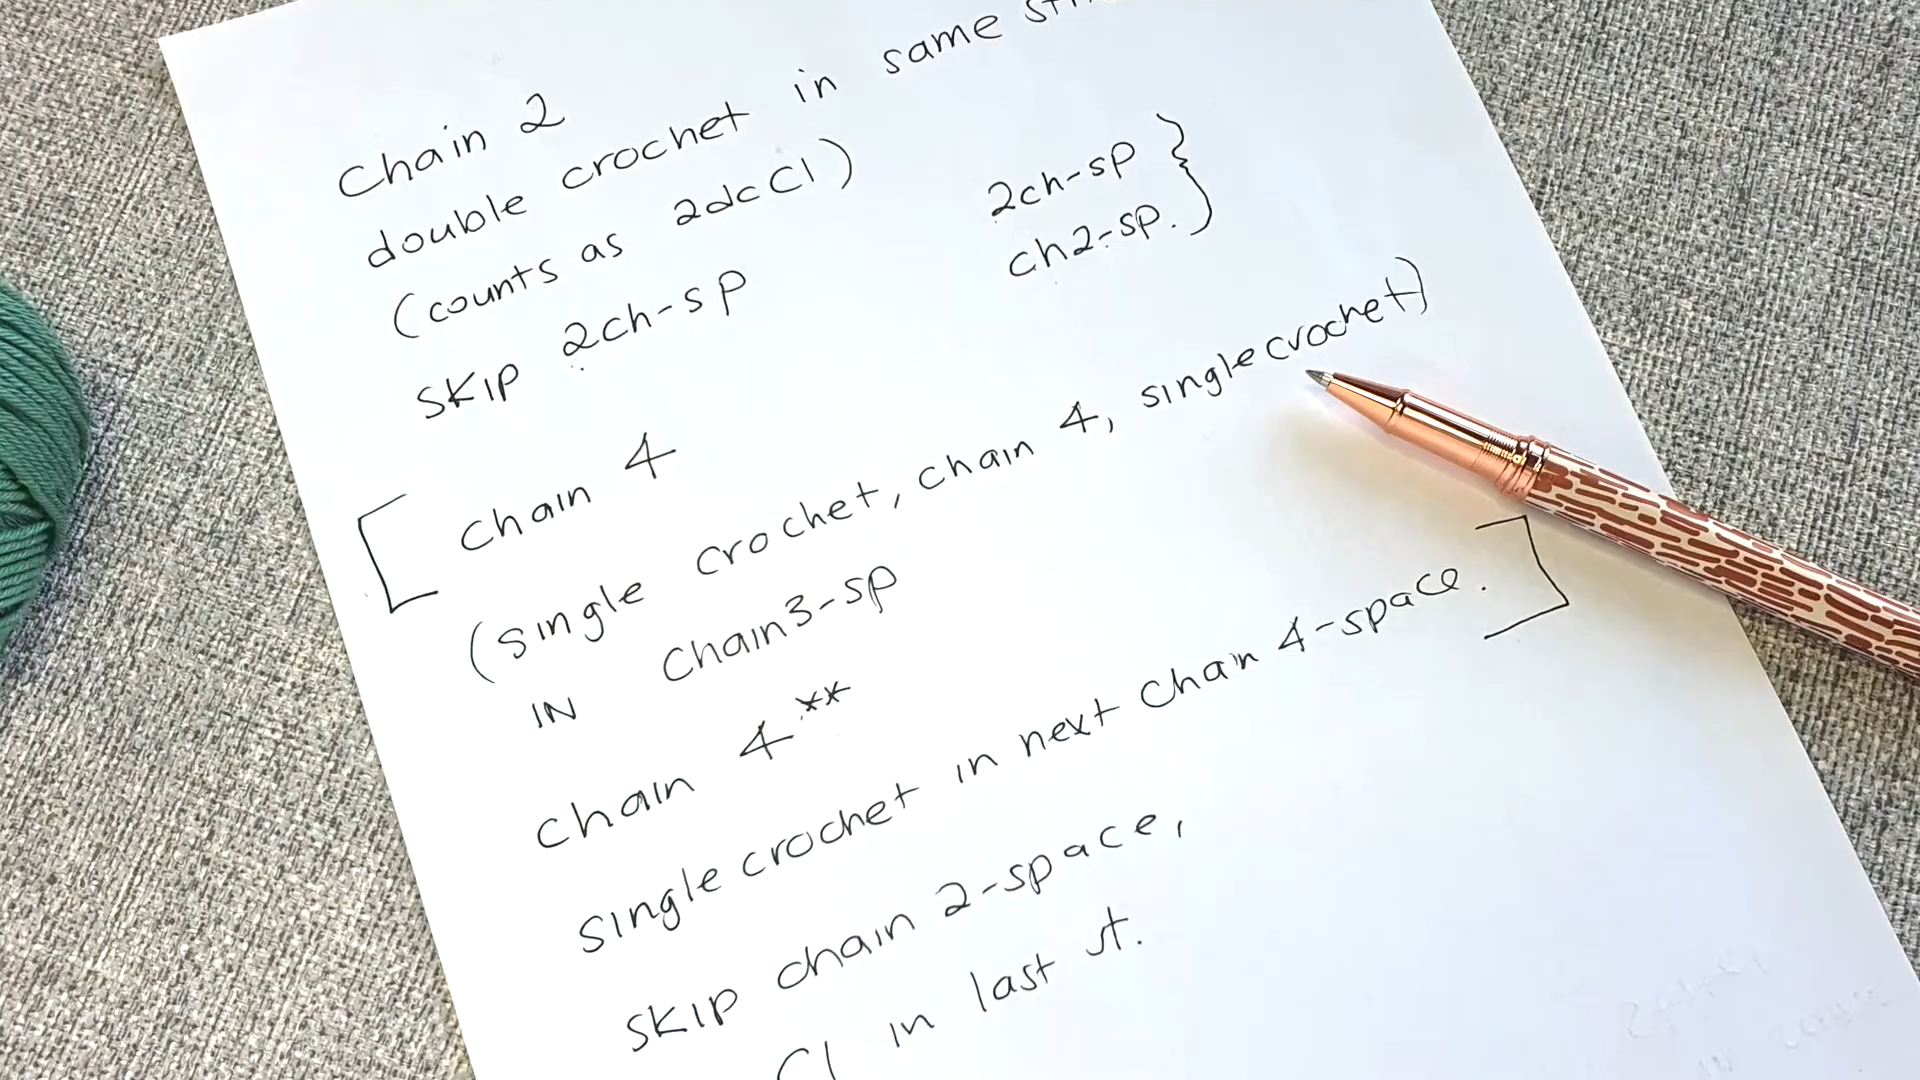 Chain 2
double crochet in same
(counts as 2dcCl)
SKIP 2ch-sp
2ch-sp }
ch2-sp. }
[ Chain 4
(single crochet, chain 4, single crochet)
IN Chain3-sp
chain 4**
single crochet in next Chain 4-space. ]
SKIP chain 2-space,
Cl in last st.